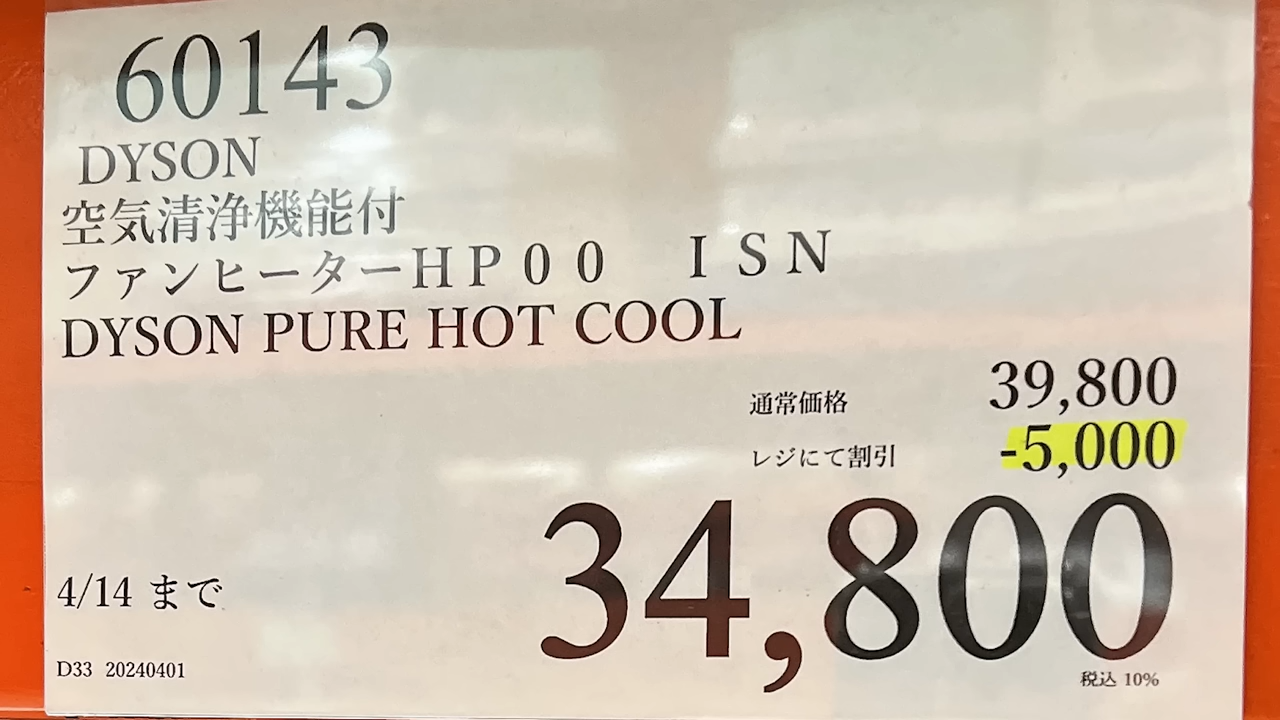 60143
DYSON
空気清浄機能付
ファンヒーターＨＰ００　ＩＳＮ
DYSON PURE HOT COOL
通常価格 39,800
レジにて割引 -5,000
34,800
4/14 まで
税込 10%
D33 20240401